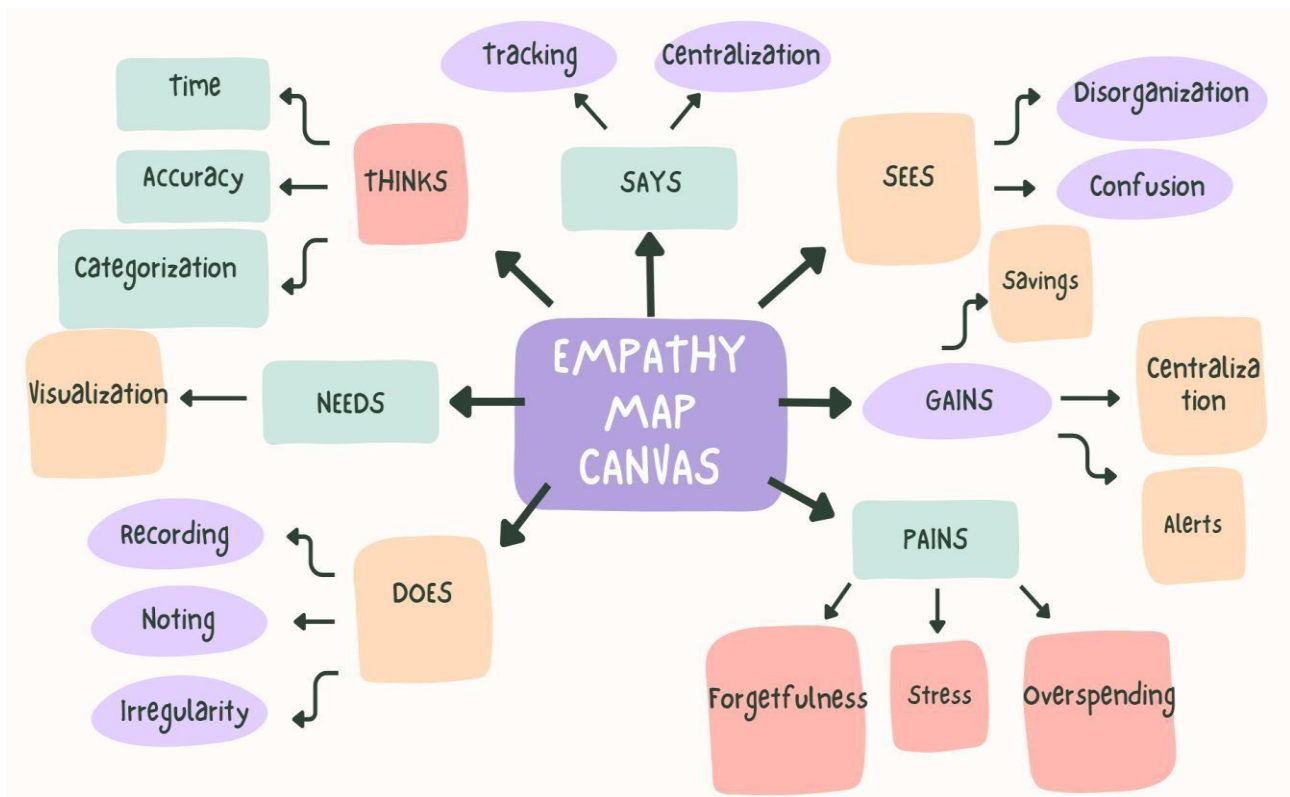 Tracking
Centralization
Time
Accuracy
Categorization
THINKS
SAYS
SEES
Disorganization
Confusion
Savings
EMPATHY
MAP
CANVAS
Visualization
NEEDS
GAINS
Centraliza
tion
Alerts
Recording
Noting
Irregularity
DOES
PAINS
Forgetfulness
Stress
Overspending